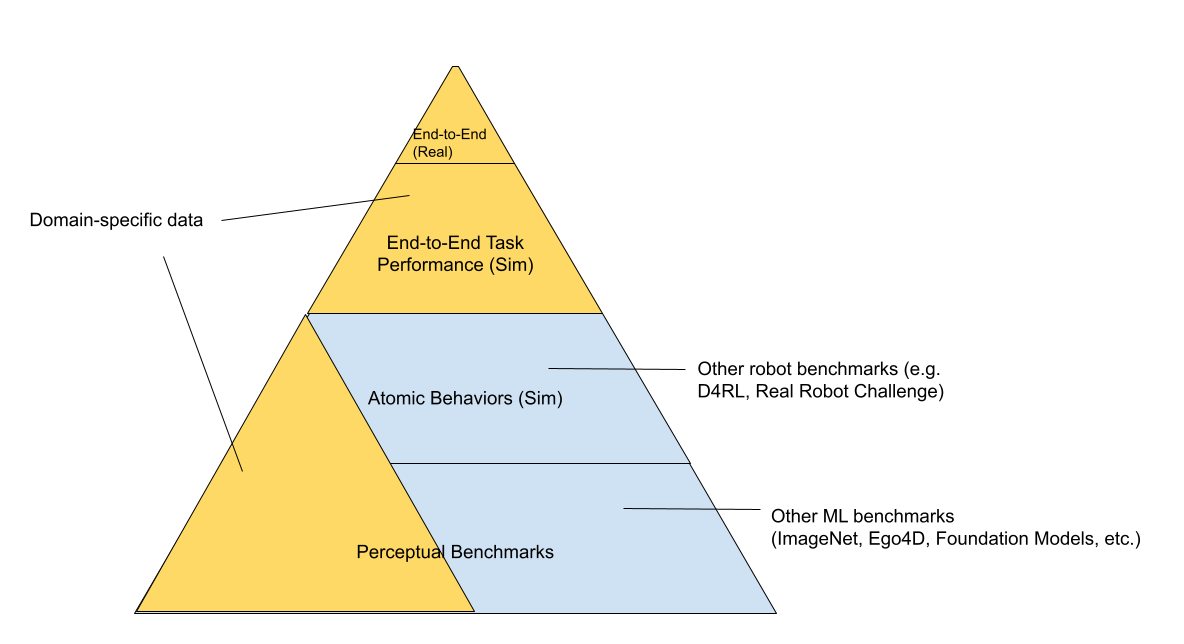 End-to-End
(Real)
Domain-specific data
End-to-End Task
Performance (Sim)
Other robot benchmarks (e.g.
D4RL, Real Robot Challenge)
Atomic Behaviors (Sim)
Other ML benchmarks
(ImageNet, Ego4D, Foundation Models, etc.)
Perceptual Benchmarks